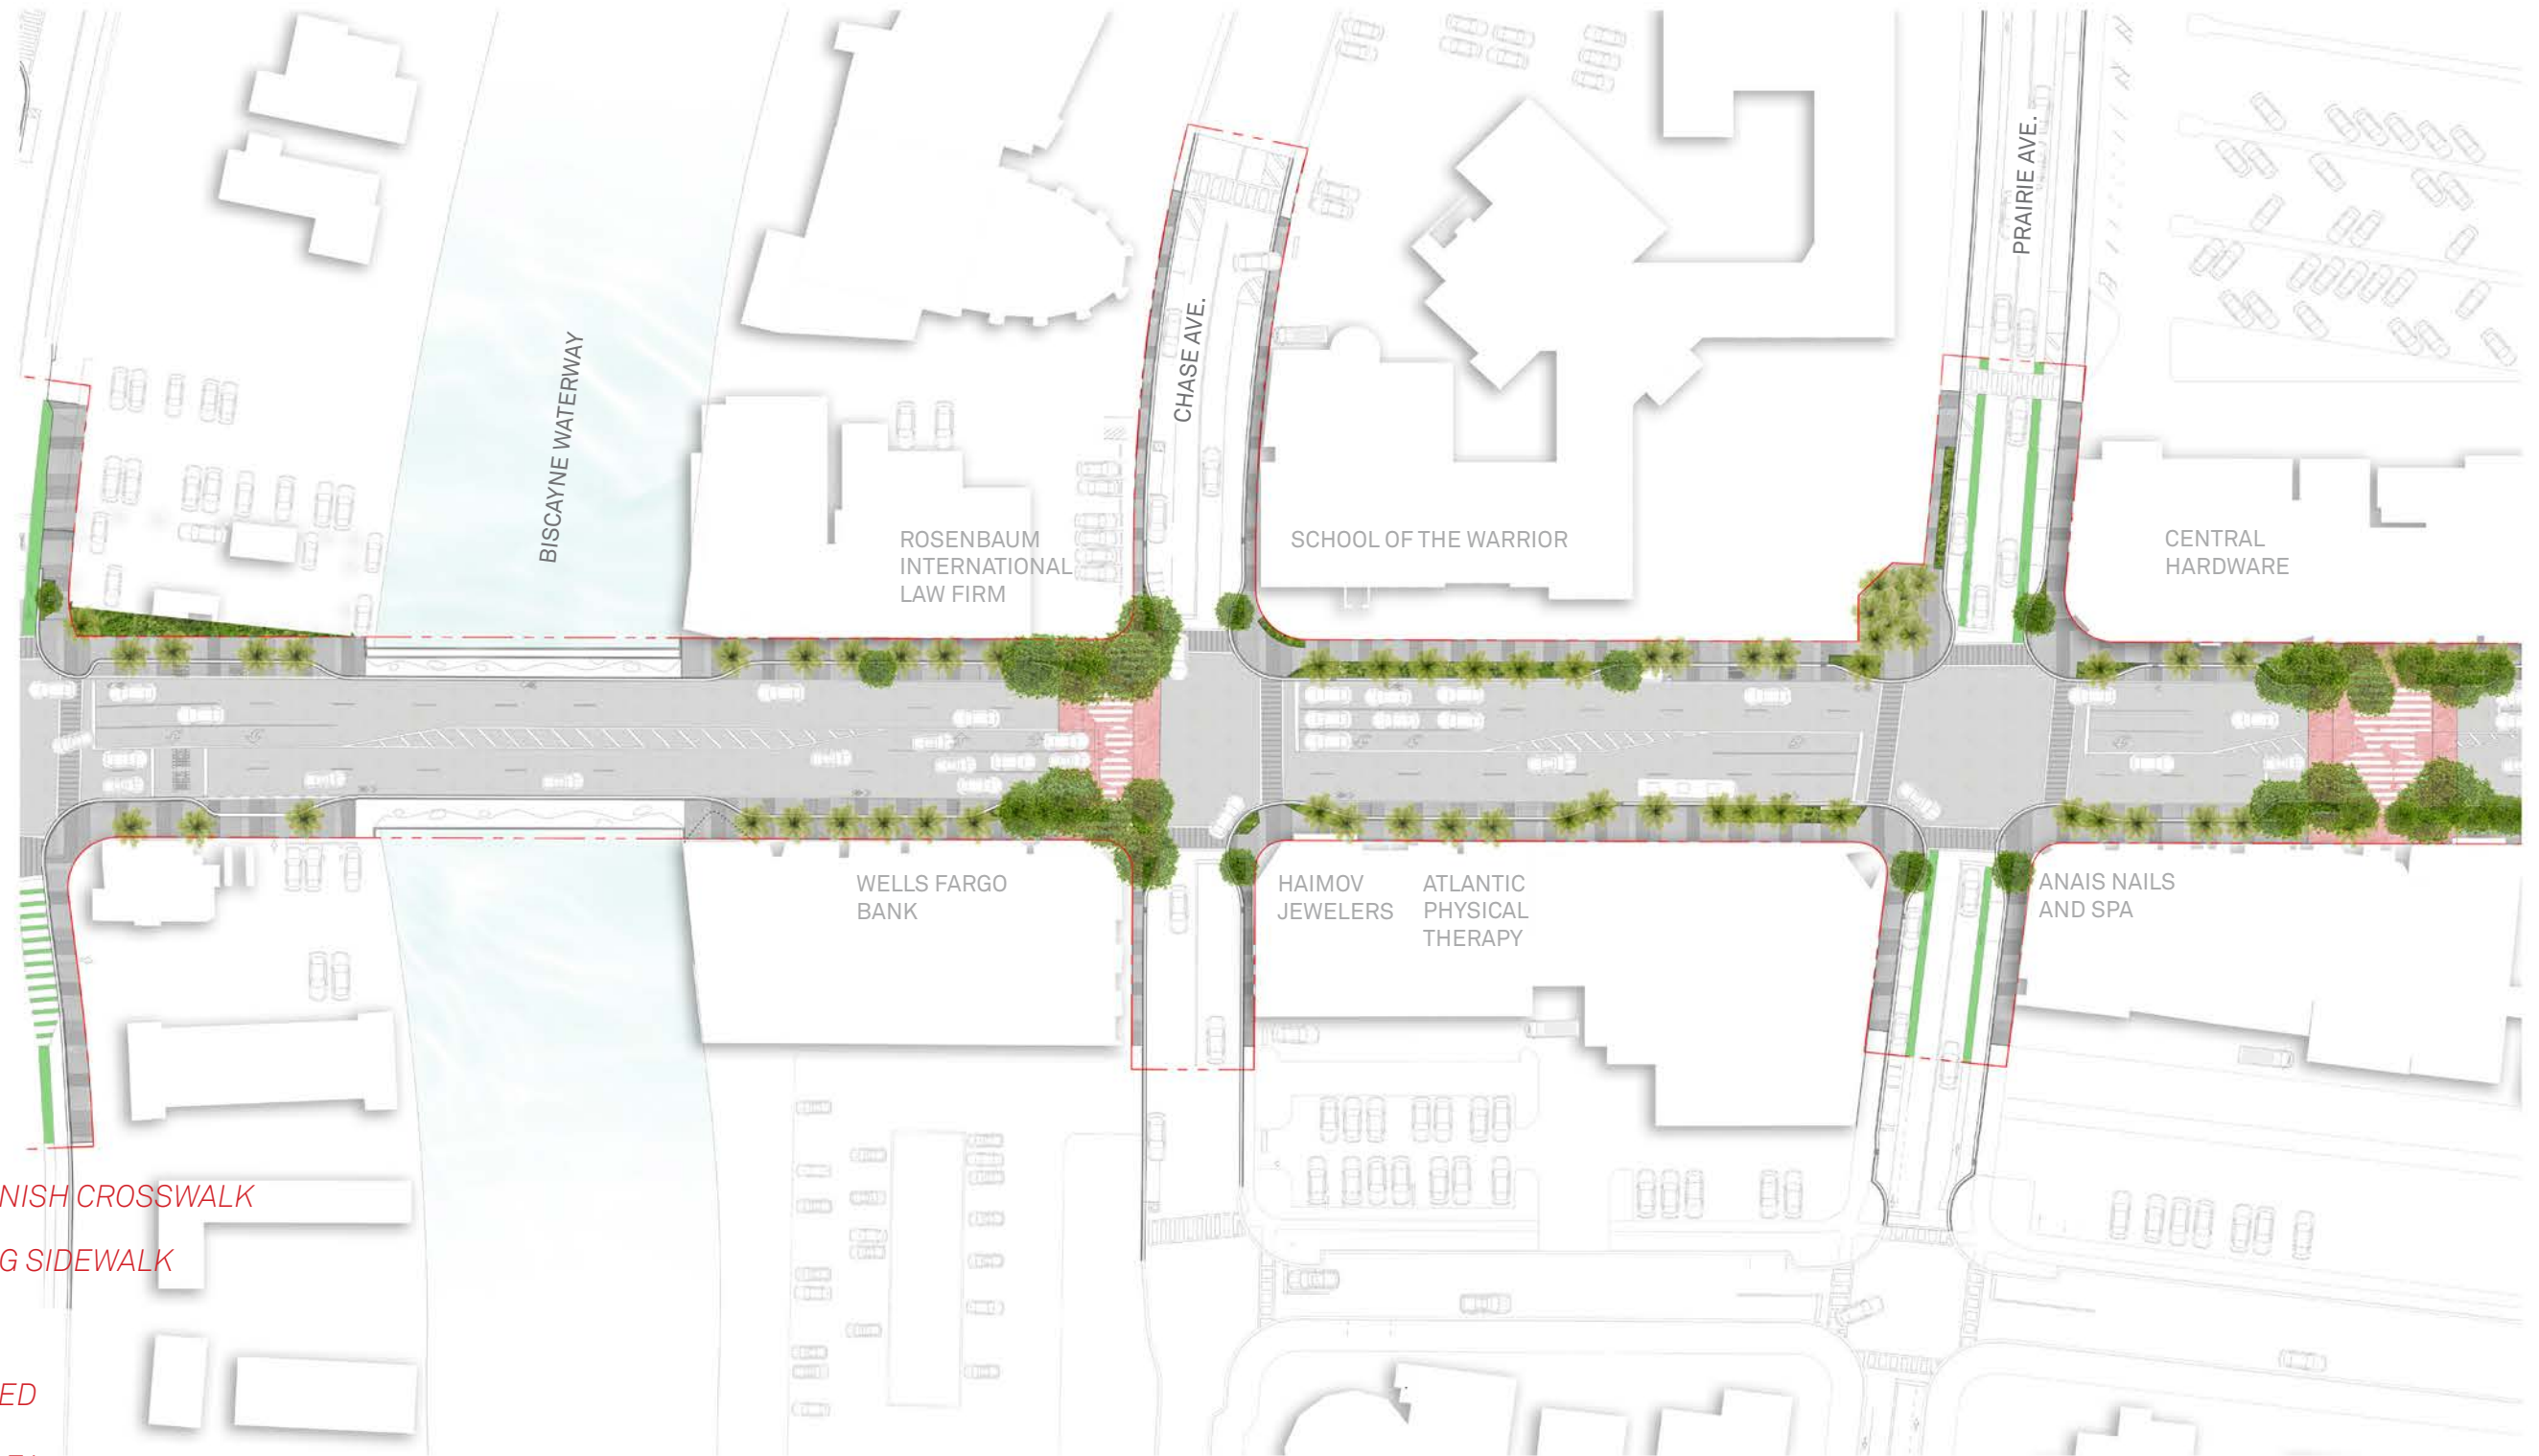 PRAIRIE AVE.
CHASE AVE.
BISCAYNE WATERWAY
ROSENBAUM
INTERNATIONAL
LAW FIRM
SCHOOL OF THE WARRIOR
CENTRAL
HARDWARE
WELLS FARGO
BANK
HAIMOV
JEWELERS
ATLANTIC
PHYSICAL
THERAPY
ANAIS NAILS
AND SPA
NISH CROSSWALK
G SIDEWALK
ED